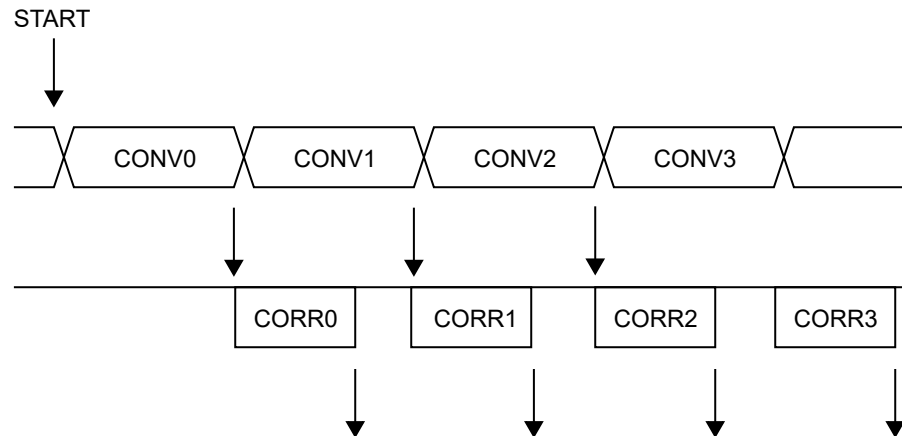 START
CONV0 CONV1 CONV2 CONV3
CORR0 CORR1 CORR2 CORR3